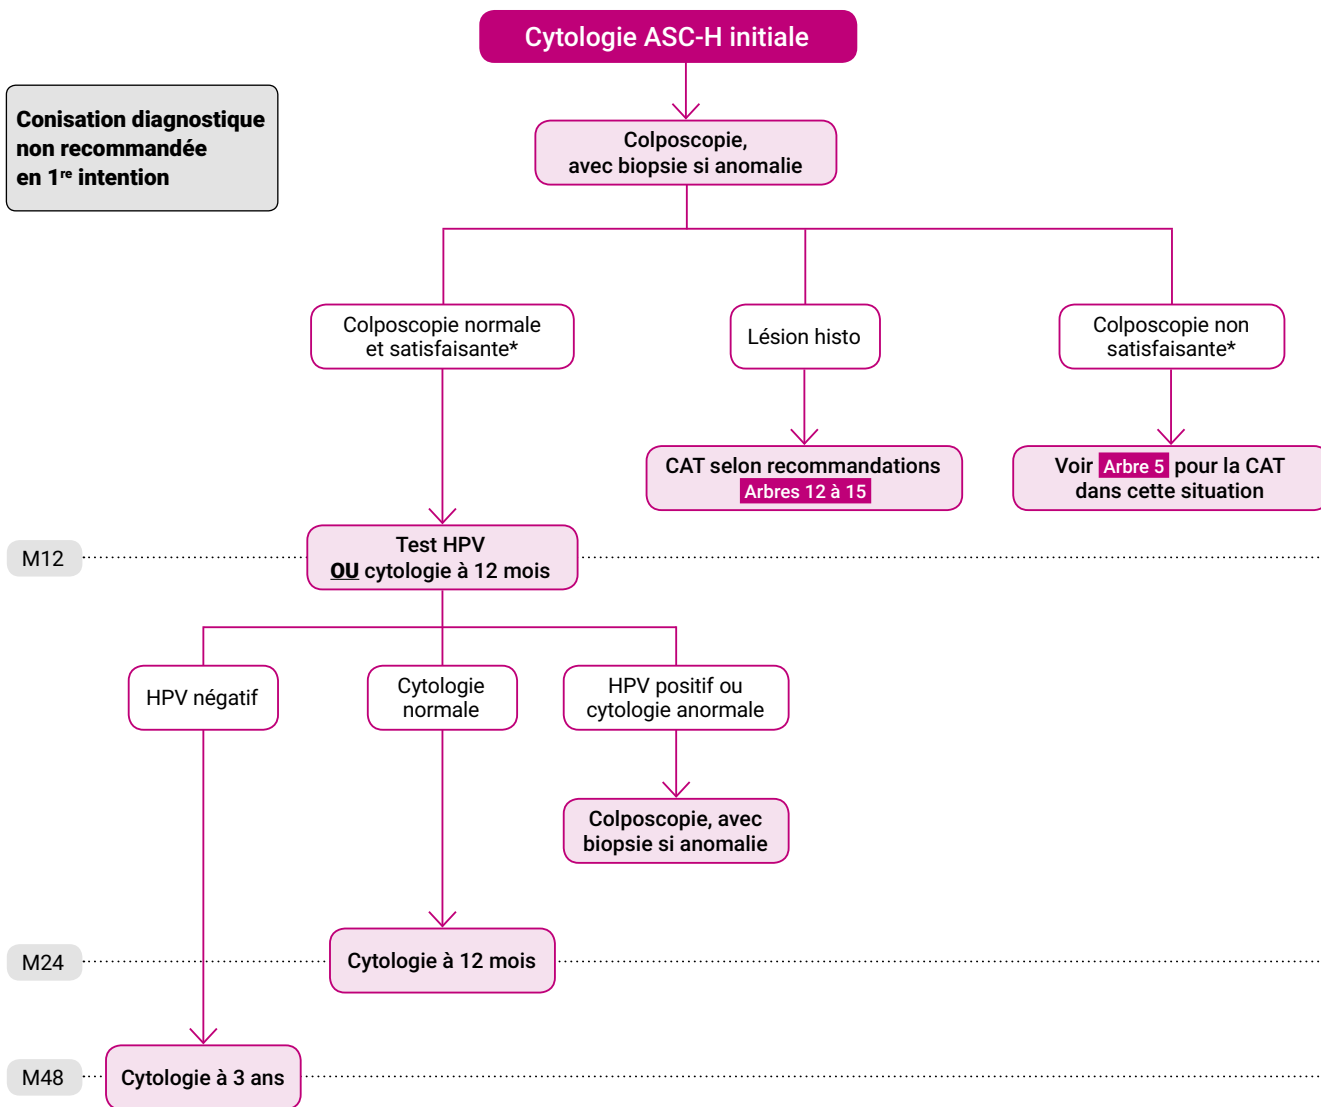 Cytologie ASC-H initiale
Conisation diagnostique
non recommandée
en 1re intention
Colposcopie,
avec biopsie si anomalie
Colposcopie normale
et satisfaisante*
Lésion histo
Colposcopie non
satisfaisante*
CAT selon recommandations
Arbres 12 à 15
Voir Arbre 5 pour la CAT
dans cette situation
M12
Test HPV
OU cytologie à 12 mois
HPV négatif
Cytologie
normale
HPV positif ou
cytologie anormale
Colposcopie, avec
biopsie si anomalie
M24
Cytologie à 12 mois
M48
Cytologie à 3 ans